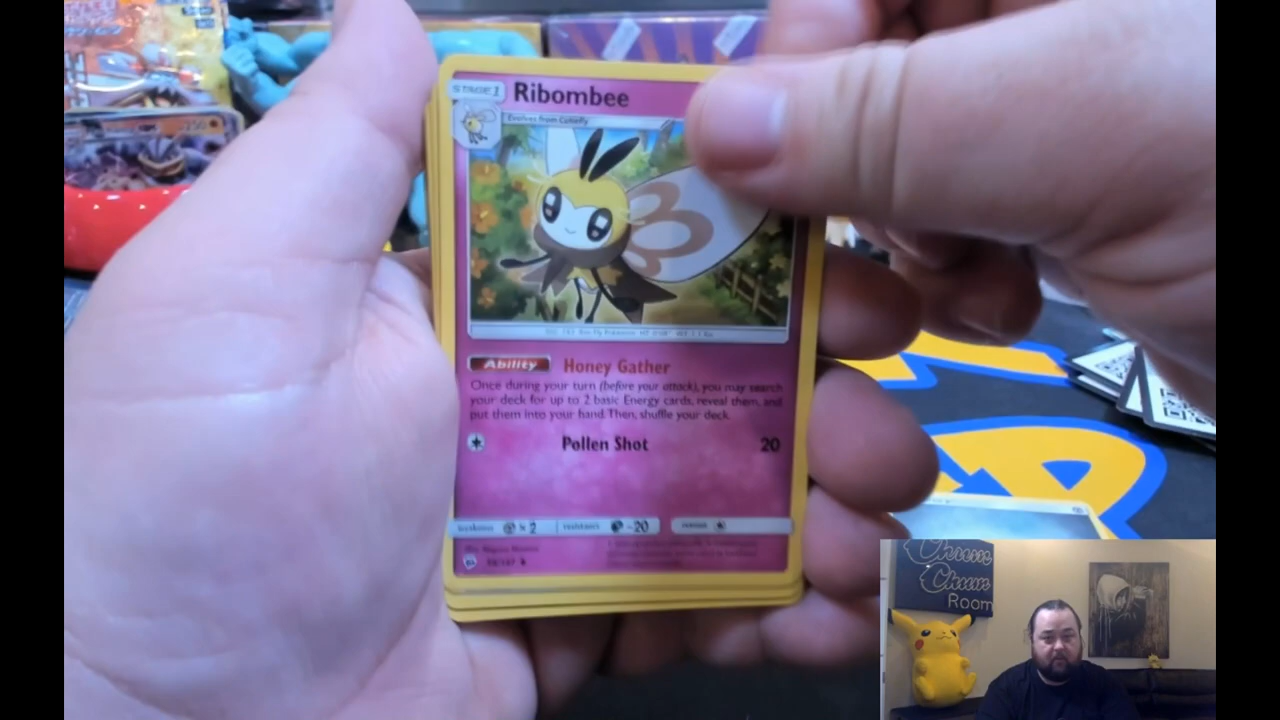 STAGE 1
Ribombee
Evolves from Cutiefly
Ability
Honey Gather
Once during your turn (before your attack), you may search
your deck for up to 2 basic Energy cards, reveal them, and
put them into your hand. Then, shuffle your deck.
Pollen Shot 20
weakness × 2 resistance -20 retreat
Chun
Chun
Room